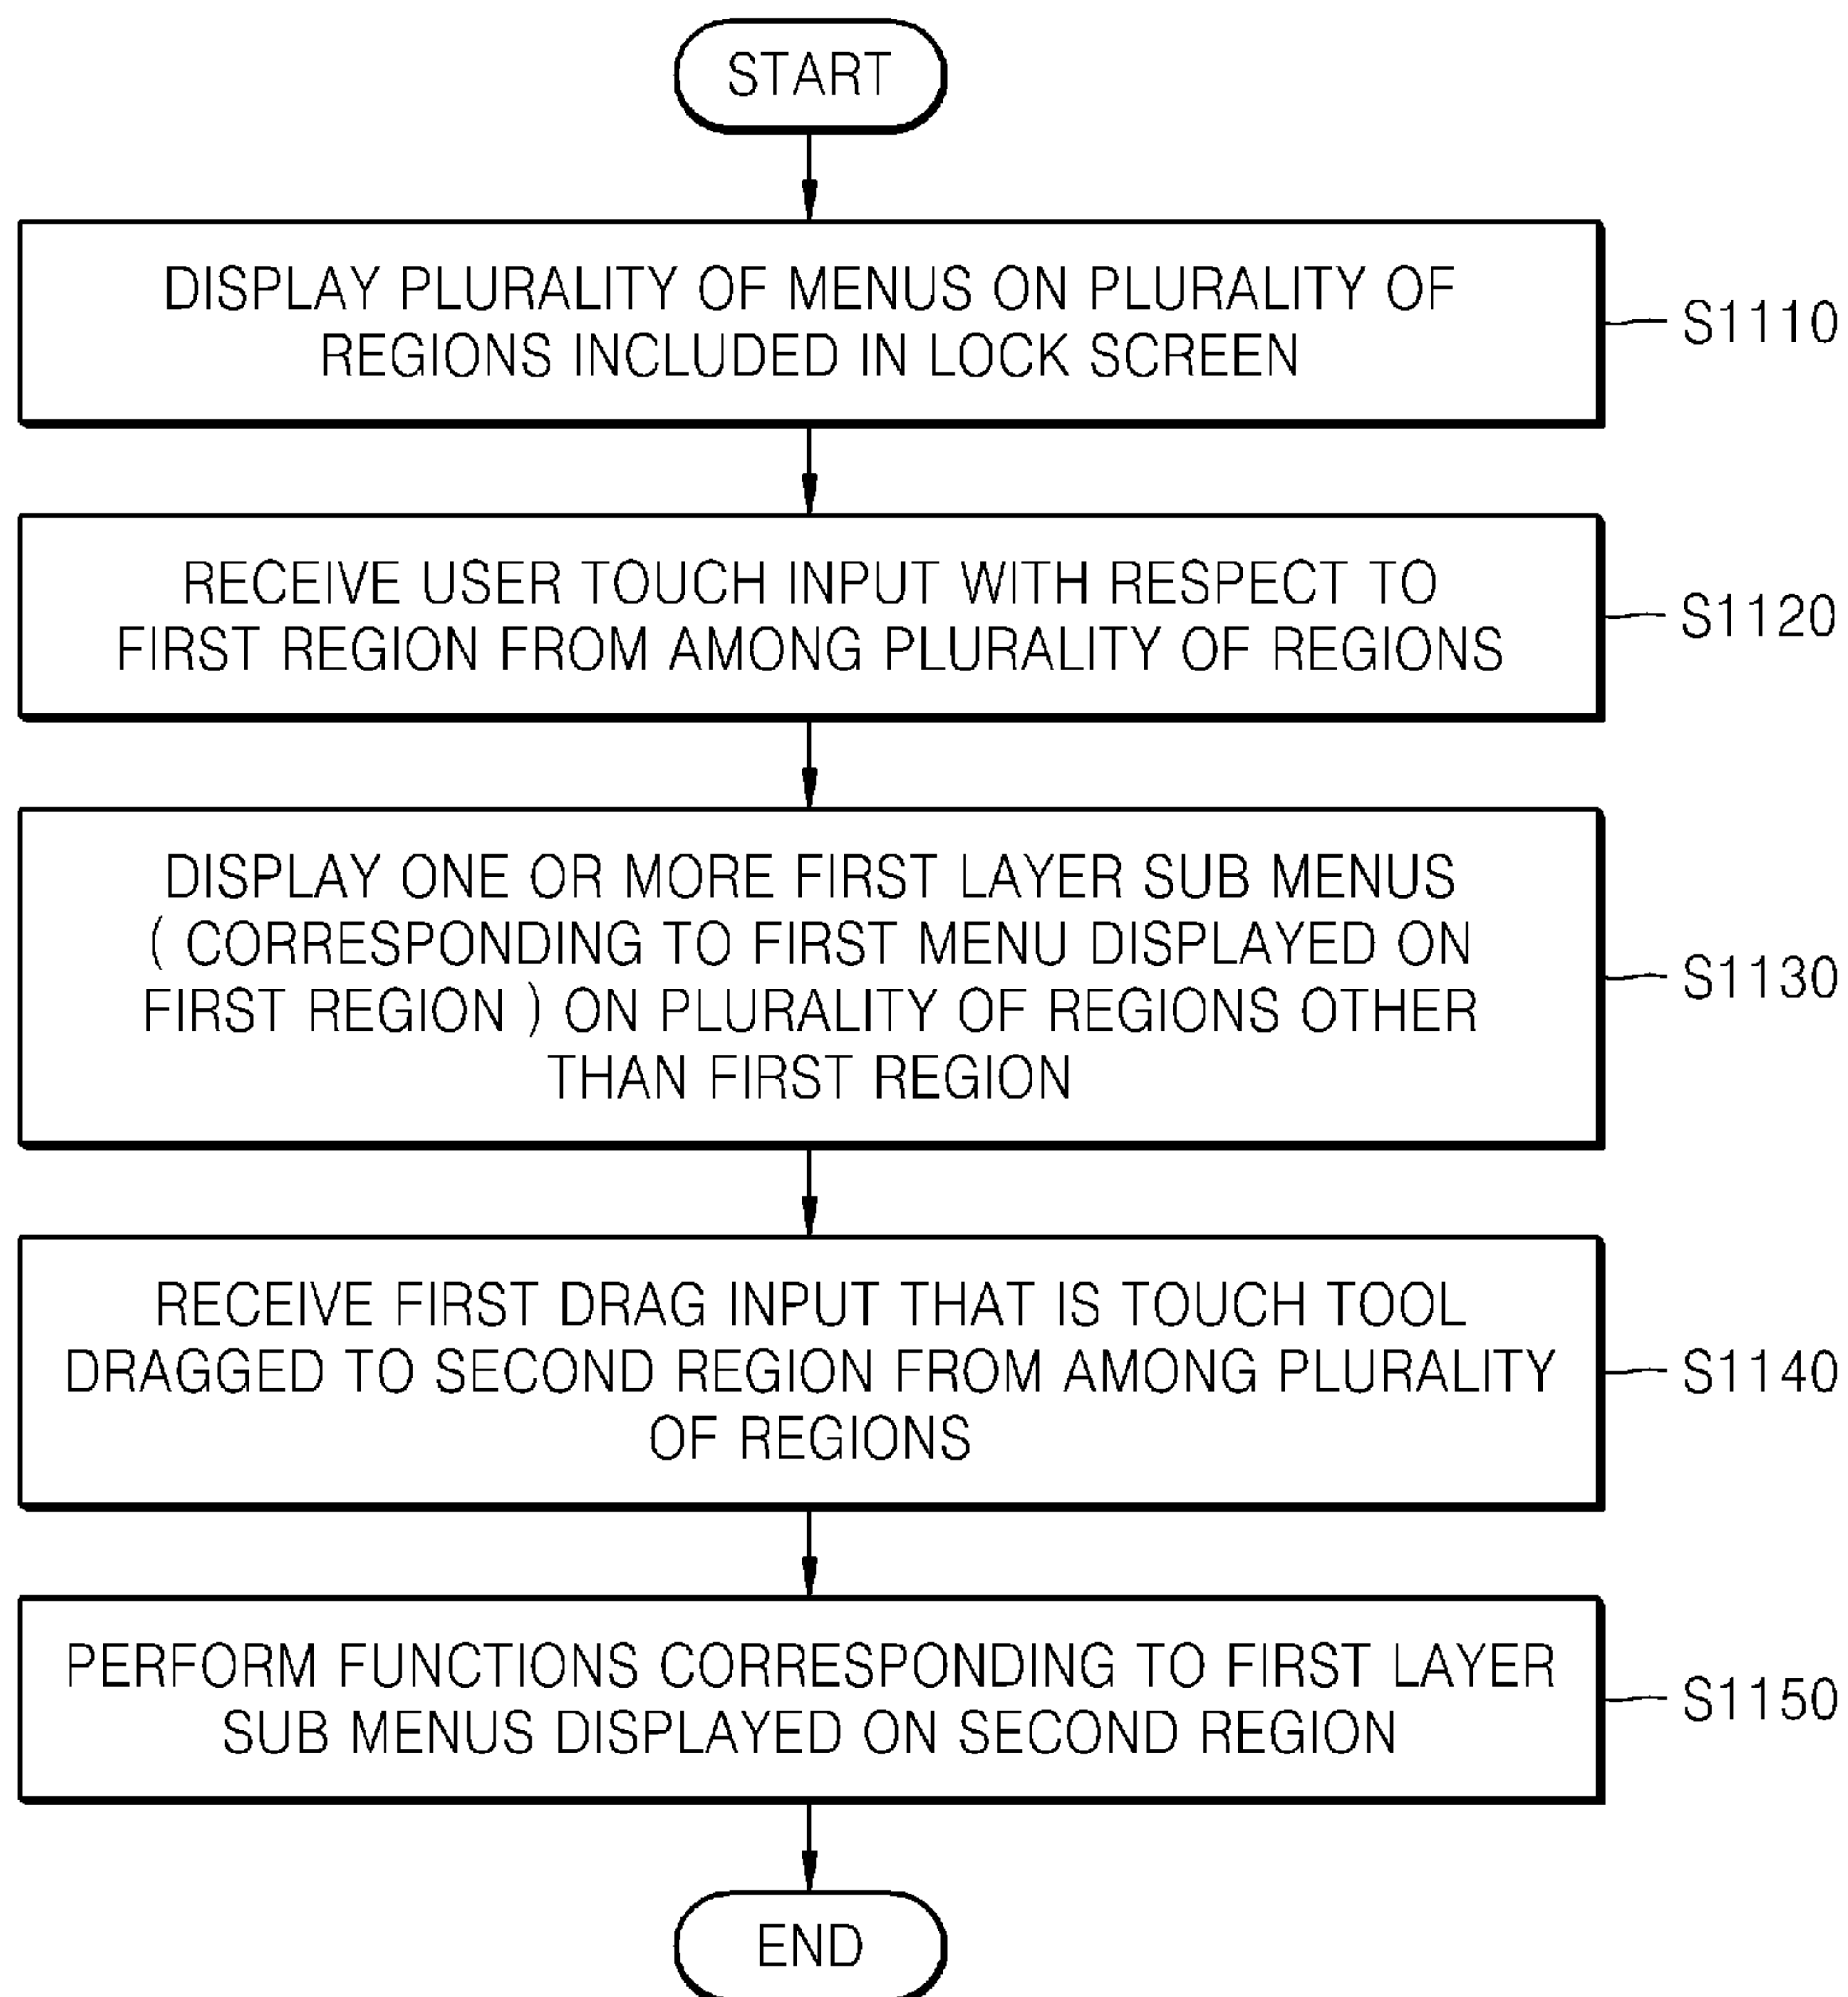 START
DISPLAY PLURALITY OF MENUS ON PLURALITY OF
REGIONS INCLUDED IN LOCK SCREEN
S1110
RECEIVE USER TOUCH INPUT WITH RESPECT TO
FIRST REGION FROM AMONG PLURALITY OF REGIONS
S1120
DISPLAY ONE OR MORE FIRST LAYER SUB MENUS
( CORRESPONDING TO FIRST MENU DISPLAYED ON
FIRST REGION ) ON PLURALITY OF REGIONS OTHER
THAN FIRST REGION
S1130
RECEIVE FIRST DRAG INPUT THAT IS TOUCH TOOL
DRAGGED TO SECOND REGION FROM AMONG PLURALITY
OF REGIONS
S1140
PERFORM FUNCTIONS CORRESPONDING TO FIRST LAYER
SUB MENUS DISPLAYED ON SECOND REGION
S1150
END